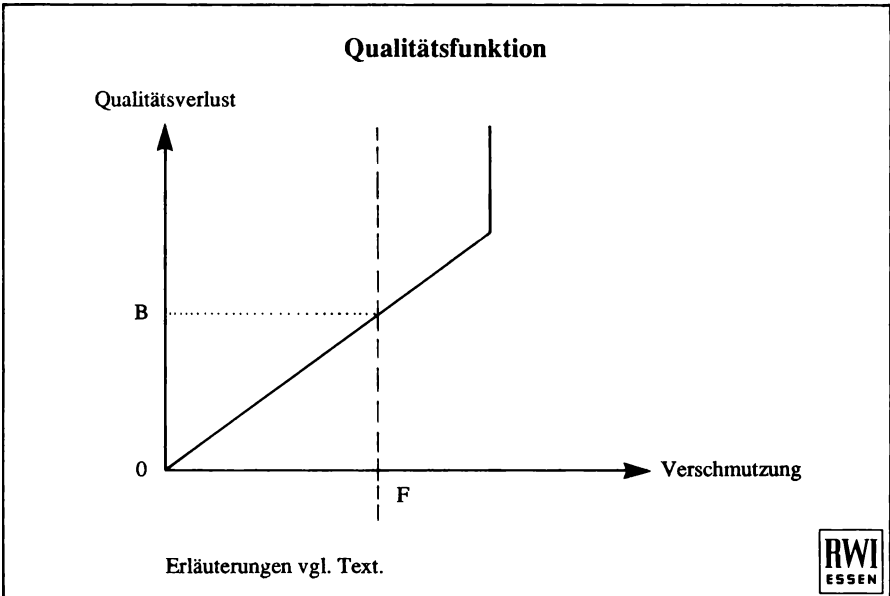 Qualitätsfunktion
Qualitätsverlust
B
0
Verschmutzung
F
Erläuterungen vgl. Text.
RWI
ESSEN